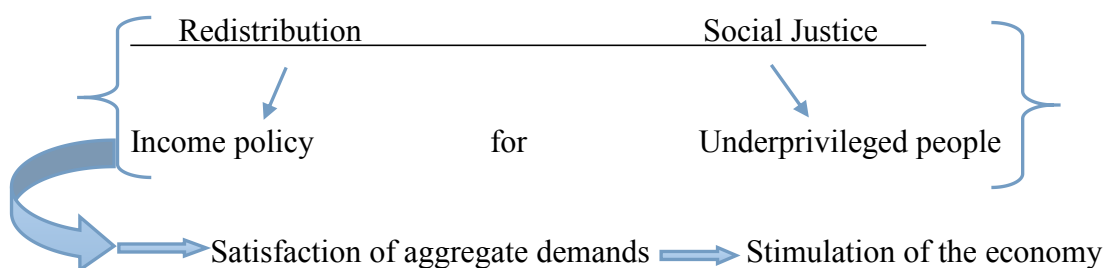 Redistribution Social Justice
Income policy for Underprivileged people
Satisfaction of aggregate demands Stimulation of the economy